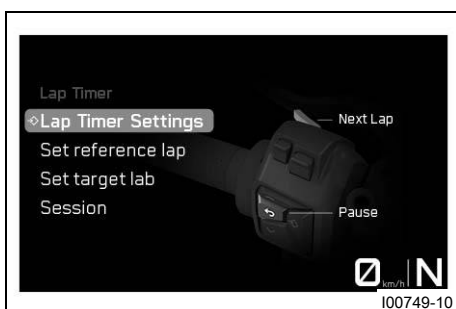 Lap Timer
Lap Timer Settings
Next Lap
Set reference lap
Set target lab
Session
Pause
0 km/h N
I00749-10